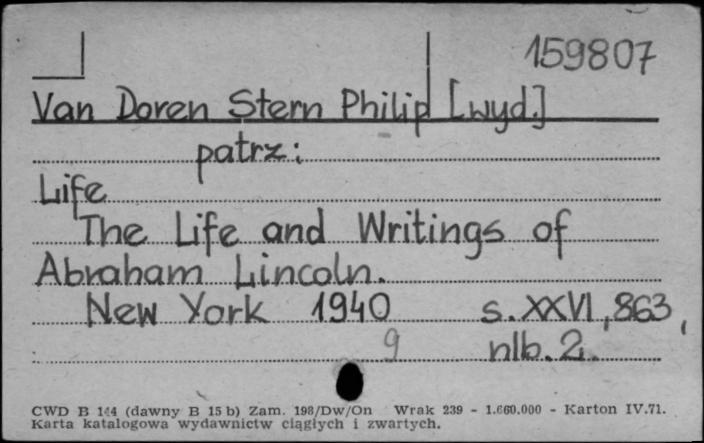 159807
Van Doren Stern Philip [wyd.]
patrz:
Life
The Life and Writings of
Abraham Lincoln.
New York 1940 s. XXVI, 863,
9 nlb. 2.
CWD B 144 (dawny B 15 b) Zam. 198/Dw/On Wrak 239 - 1.660.000 - Karton IV.71.
Karta katalogowa wydawnictw ciągłych i zwartych.